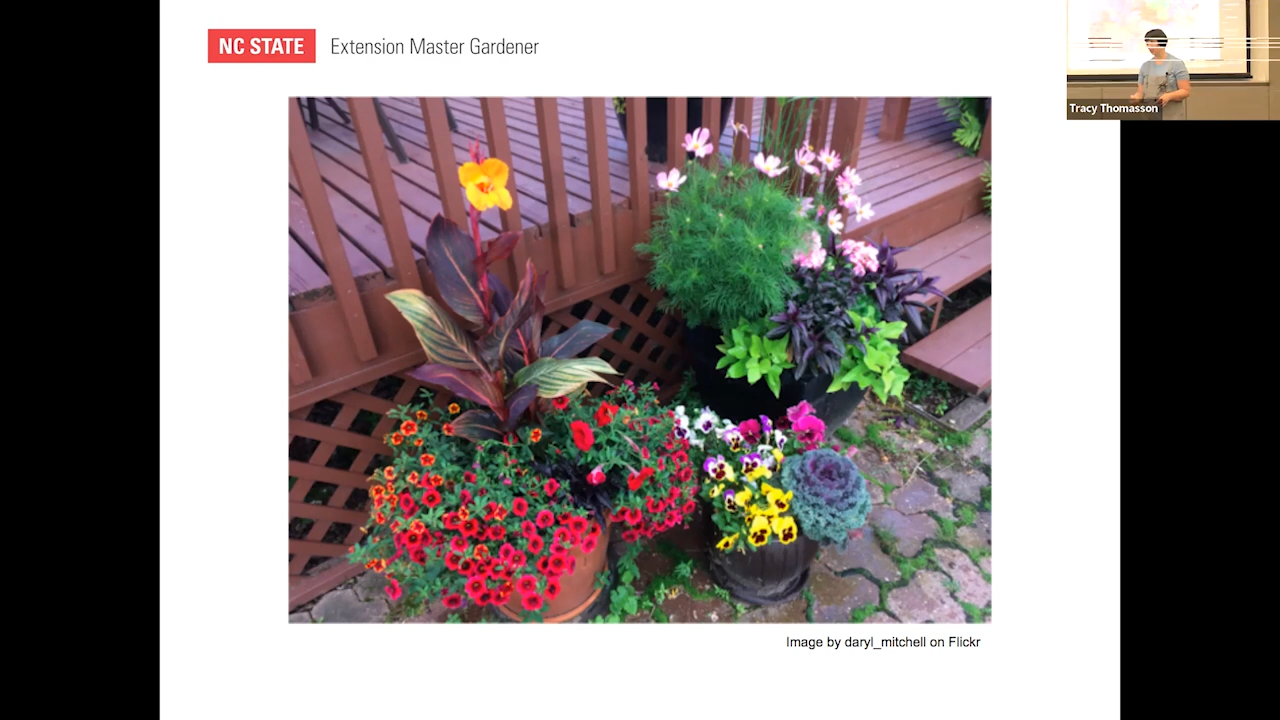 NC STATE Extension Master Gardener
Tracy Thomasson
Image by daryl_mitchell on Flickr